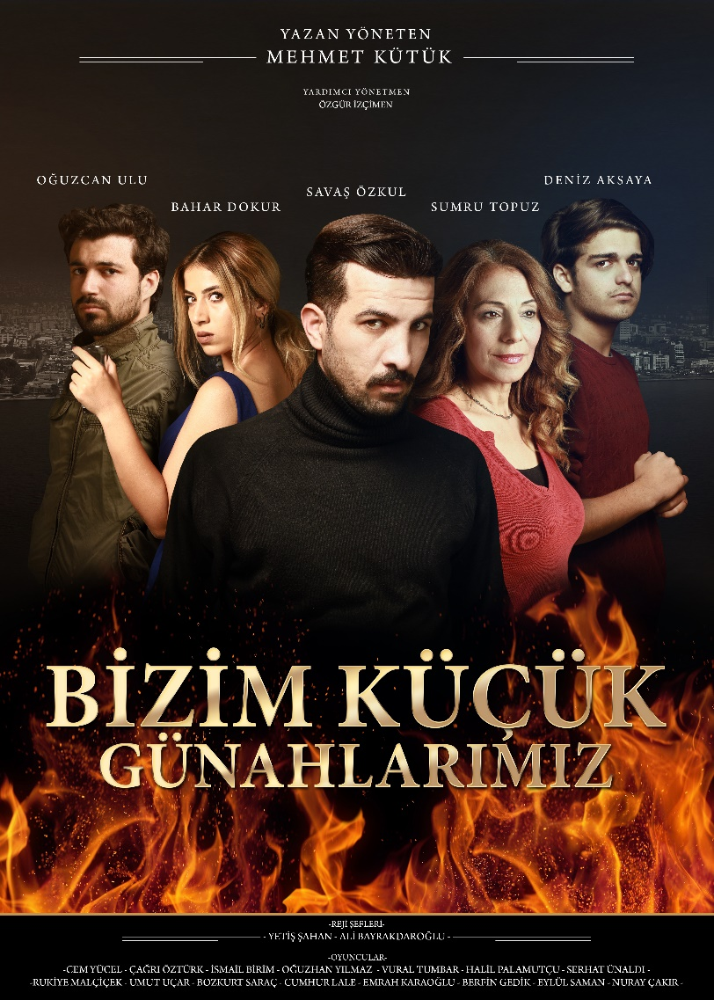 YAZAN YÖNETEN
MEHMET KÜTÜK
YARDIMCI YÖNETMEN
ÖZGÜR İZÇİMEN
OĞUZCAN ULU
BAHAR DOKUR
SAVAŞ ÖZKUL
SUMRU TOPUZ
DENİZ AKSAYA
BİZİM KÜÇÜK
GÜNAHLARIMIZ
-REJİ ŞEFLERİ-
- YETİŞ ŞAHAN - ALİ BAYRAKDAROĞLU -
-OYUNCULAR-
-CEM YÜCEL - ÇAĞRI ÖZTÜRK - İSMAİL BİRİM - OĞUZHAN YILMAZ - VURAL TUMBAR - HALİL PALAMUTÇU - SERHAT ÜNALDI -
-RUKİYE MALÇİÇEK - UMUT UÇAR - BOZKURT SARAÇ - CUMHUR LALE - EMRAH KARAOĞLU - BERFİN GEDİK - EYLÜL SAMAN - NURAY ÇAKIR -